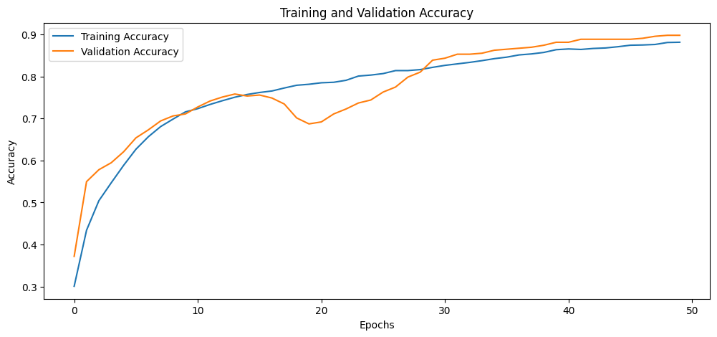 Training and Validation Accuracy
Training Accuracy
Validation Accuracy
Accuracy
0.9
0.8
0.7
0.6
0.5
0.4
0.3
0
10
20
30
40
50
Epochs